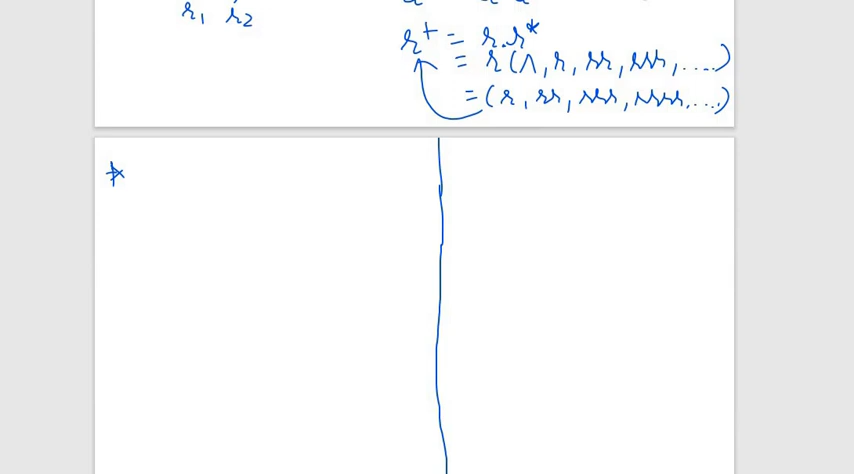 r1 r2
r+ = r.r*
= r(Λ, r, rr, rrr, ....)
= (r, rr, rrr, rrrr, ...)
*